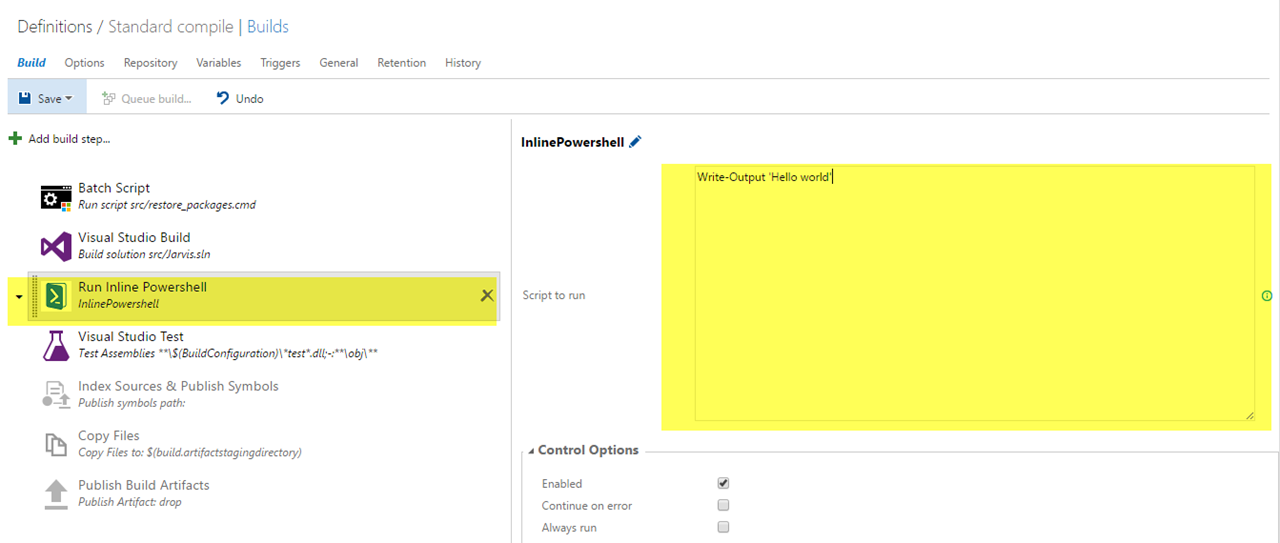 Definitions / Standard compile | Builds
Build Options Repository Variables Triggers General Retention History
Save Queue build... Undo
Add build step...
Batch Script
Run script src/restore_packages.cmd
Visual Studio Build
Build solution src/Jarvis.sln
Run Inline Powershell
InlinePowershell
Visual Studio Test
Test Assemblies **\$(BuildConfiguration)\*test*.dll;-:**\obj\**
Index Sources & Publish Symbols
Publish symbols path:
Copy Files
Copy Files to: $(build.artifactstagingdirectory)
Publish Build Artifacts
Publish Artifact: drop
InlinePowershell
Write-Output 'Hello world'
Script to run
Control Options
Enabled
Continue on error
Always run